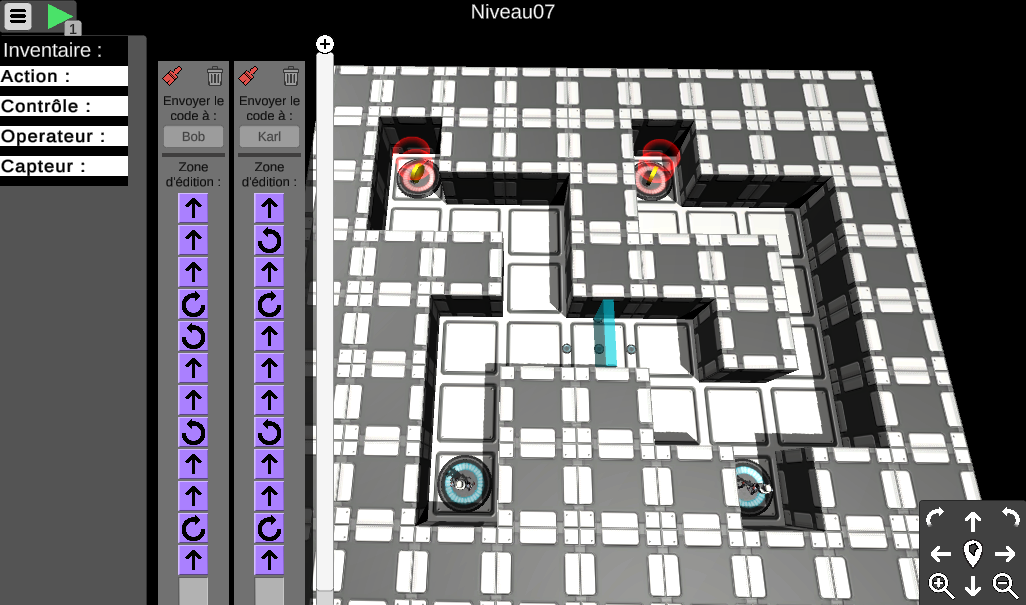 Niveau07
1
Inventaire :
Action :
Contrôle :
Operateur :
Capteur :
Envoyer le
code à :
Bob
Zone
d'édition :
Envoyer le
code à :
Karl
Zone
d'édition :